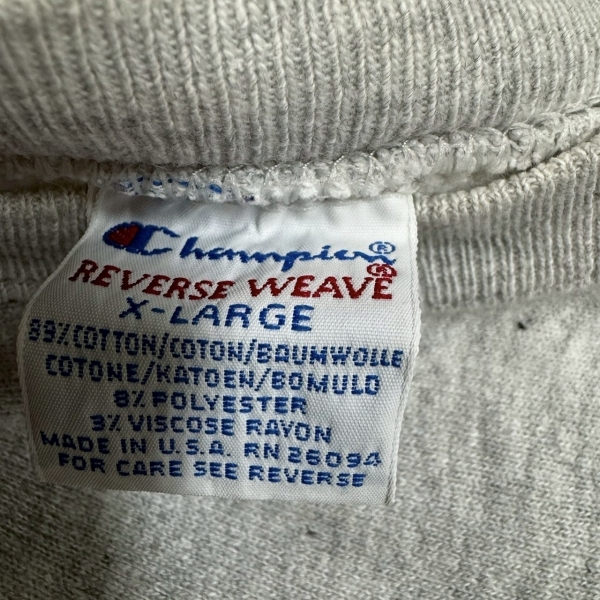 Champion®
REVERSE WEAVE®
X-LARGE
89% COTTON/COTON/BAUMWOLLE
COTONE/KATOEN/BOMULD
8% POLYESTER
3% VISCOSE RAYON
MADE IN U.S.A. RN 26094
FOR CARE SEE REVERSE